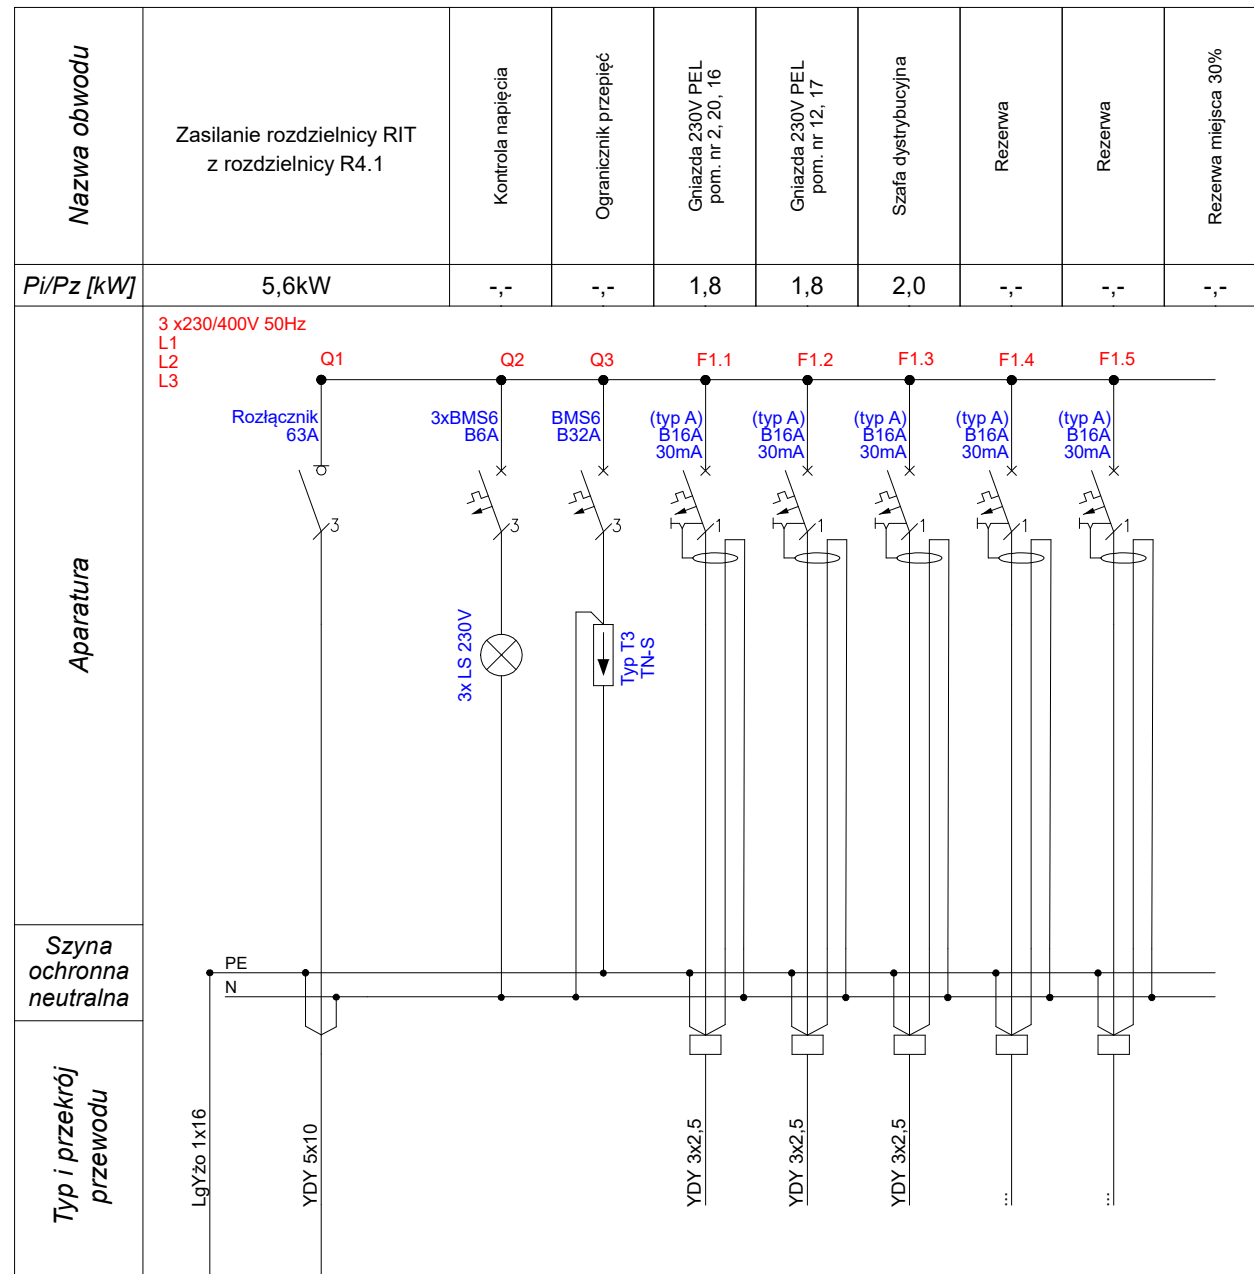 Nazwa obwodu
Zasilanie rozdzielnicy RIT
z rozdzielnicy R4.1
Kontrola napięcia
Ogranicznik przepięć
Gniazda 230V PEL
pom. nr 2, 20, 16
Gniazda 230V PEL
pom. nr 12, 17
Szafa dystrybucyjna
Rezerwa
Rezerwa
Rezerwa miejsca 30%
Pi/Pz [kW]
5,6kW
-,-
-,-
1,8
1,8
2,0
-,-
-,-
-,-
Aparatura
3 x230/400V 50Hz
L1
L2
L3
Q1
Q2
Q3
F1.1
F1.2
F1.3
F1.4
F1.5
Rozłącznik
63A
3xBMS6
B6A
BMS6
B32A
(typ A)
B16A
30mA
(typ A)
B16A
30mA
(typ A)
B16A
30mA
(typ A)
B16A
30mA
(typ A)
B16A
30mA
3
3
3
1
1
1
1
1
3x LS 230V
Typ T3
TN-S
Szyna
ochronna
neutralna
PE
N
Typ i przekrój
przewodu
LgYżo 1x16
YDY 5x10
YDY 3x2,5
YDY 3x2,5
YDY 3x2,5
...
...